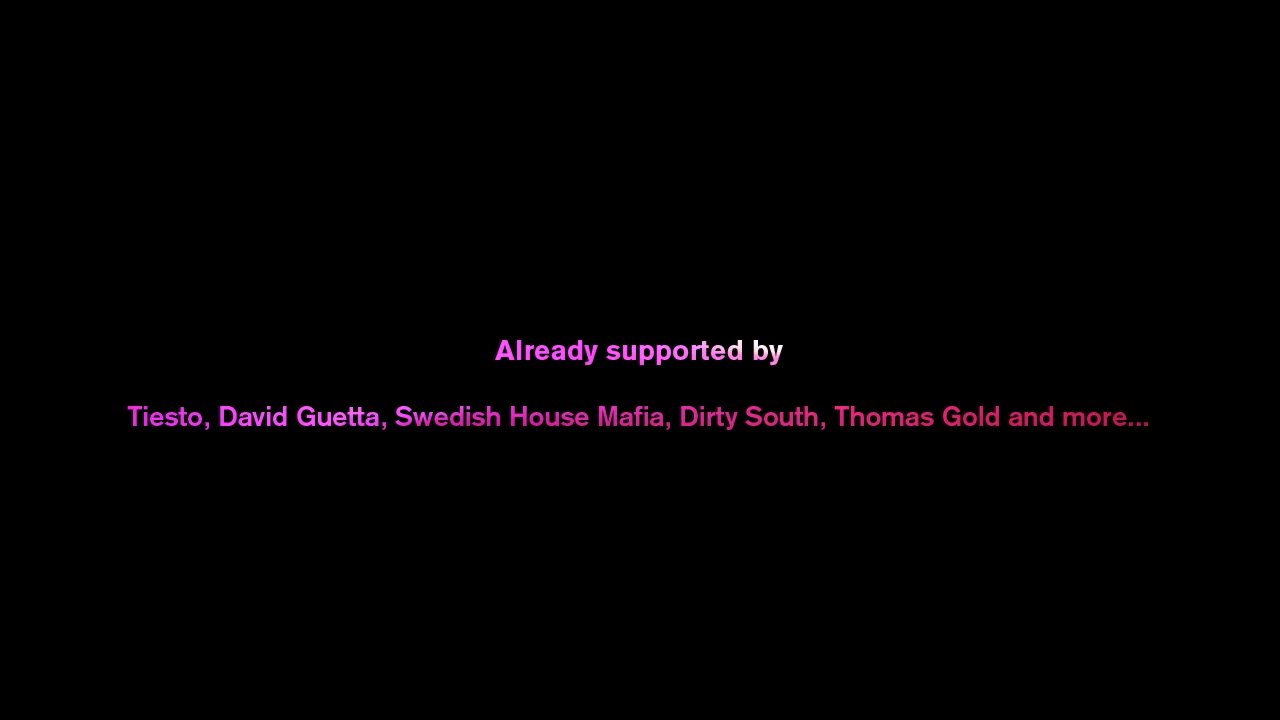 Already supported by
Tiesto, David Guetta, Swedish House Mafia, Dirty South, Thomas Gold and more...